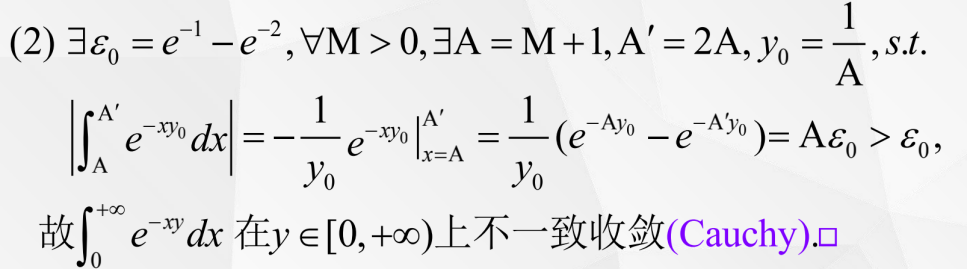 (2) ∃ε₀ = e⁻¹ − e⁻², ∀M > 0, ∃A = M + 1, A′ = 2A, y₀ = 1/A, s.t.
|∫_A^{A′} e^{−xy₀} dx| = −1/y₀ e^{−xy₀} |_{x=A}^{A′} = 1/y₀ (e^{−Ay₀} − e^{−A′y₀}) = Aε₀ > ε₀,
故∫_0^{+∞} e^{−xy} dx 在 y ∈ [0, +∞) 上不一致收敛(Cauchy).□